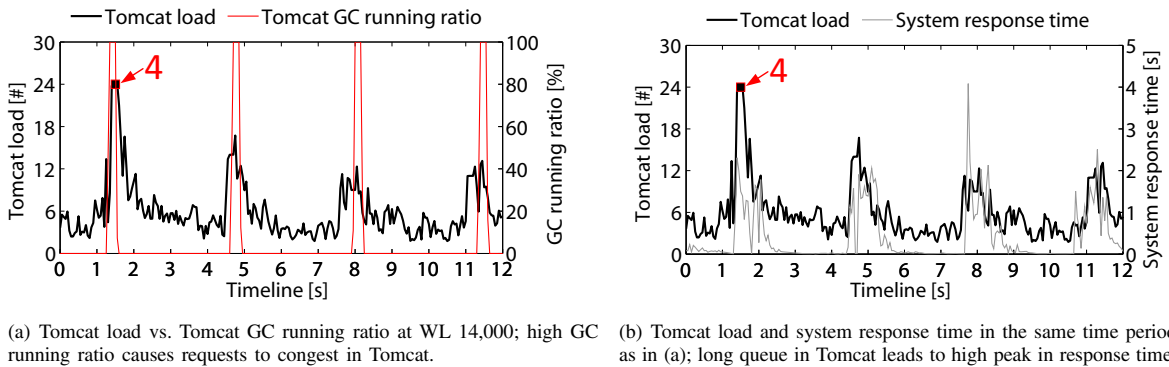 Tomcat load Tomcat GC running ratio
30
24
18
12
6
0
Tomcat load [#]
4
100
80
60
40
20
0
GC running ratio [%]
0 1 2 3 4 5 6 7 8 9 10 11 12
Timeline [s]
(a) Tomcat load vs. Tomcat GC running ratio at WL 14,000; high GC
running ratio causes requests to congest in Tomcat.
Tomcat load System response time
30
24
18
12
6
0
Tomcat load [#]
4
5
4
3
2
1
0
System response time [s]
0 1 2 3 4 5 6 7 8 9 10 11 12
Timeline [s]
(b) Tomcat load and system response time in the same time period
as in (a); long queue in Tomcat leads to high peak in response time